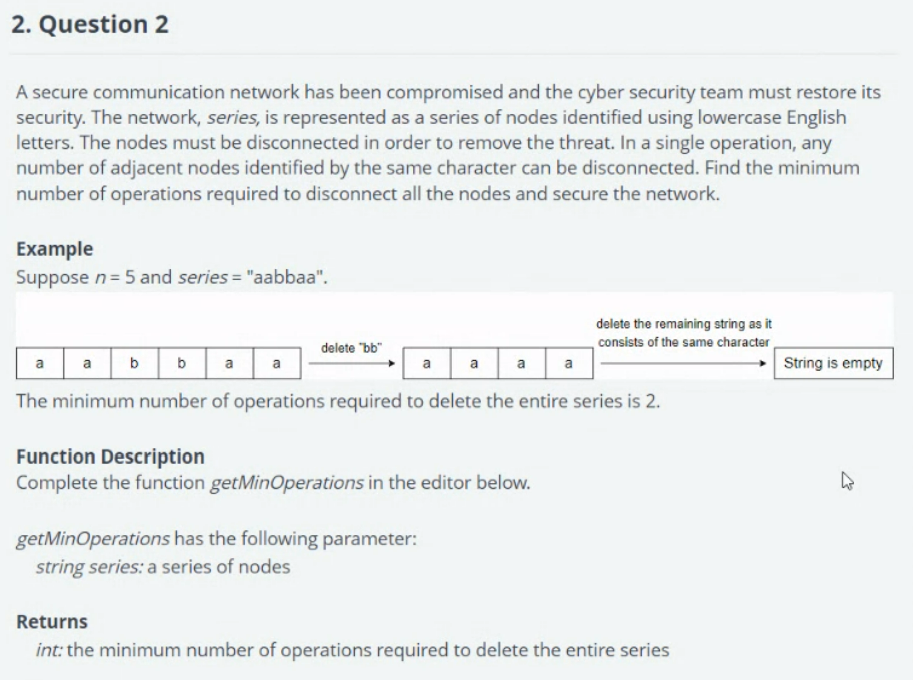 2. Question 2
A secure communication network has been compromised and the cyber security team must restore its
security. The network, series, is represented as a series of nodes identified using lowercase English
letters. The nodes must be disconnected in order to remove the threat. In a single operation, any
number of adjacent nodes identified by the same character can be disconnected. Find the minimum
number of operations required to disconnect all the nodes and secure the network.
Example
Suppose n = 5 and series = "aabbaa".
delete the remaining string as it
delete "bb" consists of the same character
a a b b a a a a a a String is empty
The minimum number of operations required to delete the entire series is 2.
Function Description
Complete the function getMinOperations in the editor below.
getMinOperations has the following parameter:
string series: a series of nodes
Returns
int: the minimum number of operations required to delete the entire series